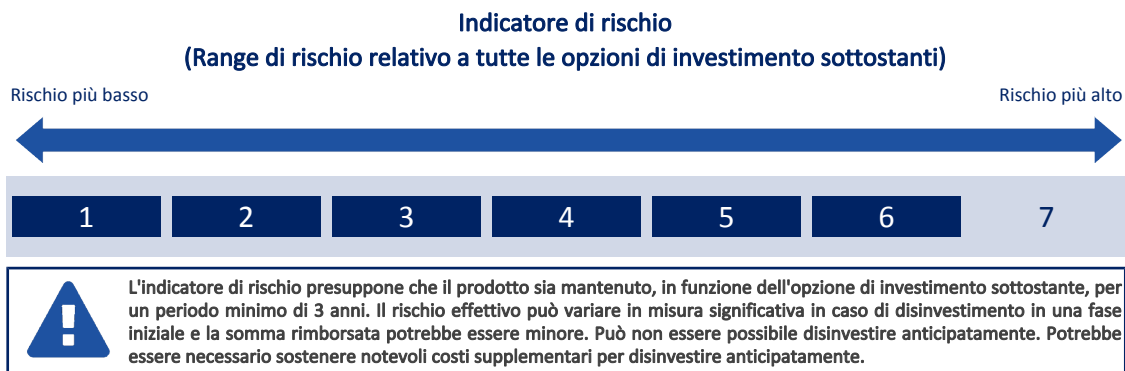 Indicatore di rischio
(Range di rischio relativo a tutte le opzioni di investimento sottostanti)
Rischio più basso
Rischio più alto
1 2 3 4 5 6 7
L'indicatore di rischio presuppone che il prodotto sia mantenuto, in funzione dell'opzione di investimento sottostante, per
un periodo minimo di 3 anni. Il rischio effettivo può variare in misura significativa in caso di disinvestimento in una fase
iniziale e la somma rimborsata potrebbe essere minore. Può non essere possibile disinvestire anticipatamente. Potrebbe
essere necessario sostenere notevoli costi supplementari per disinvestire anticipatamente.